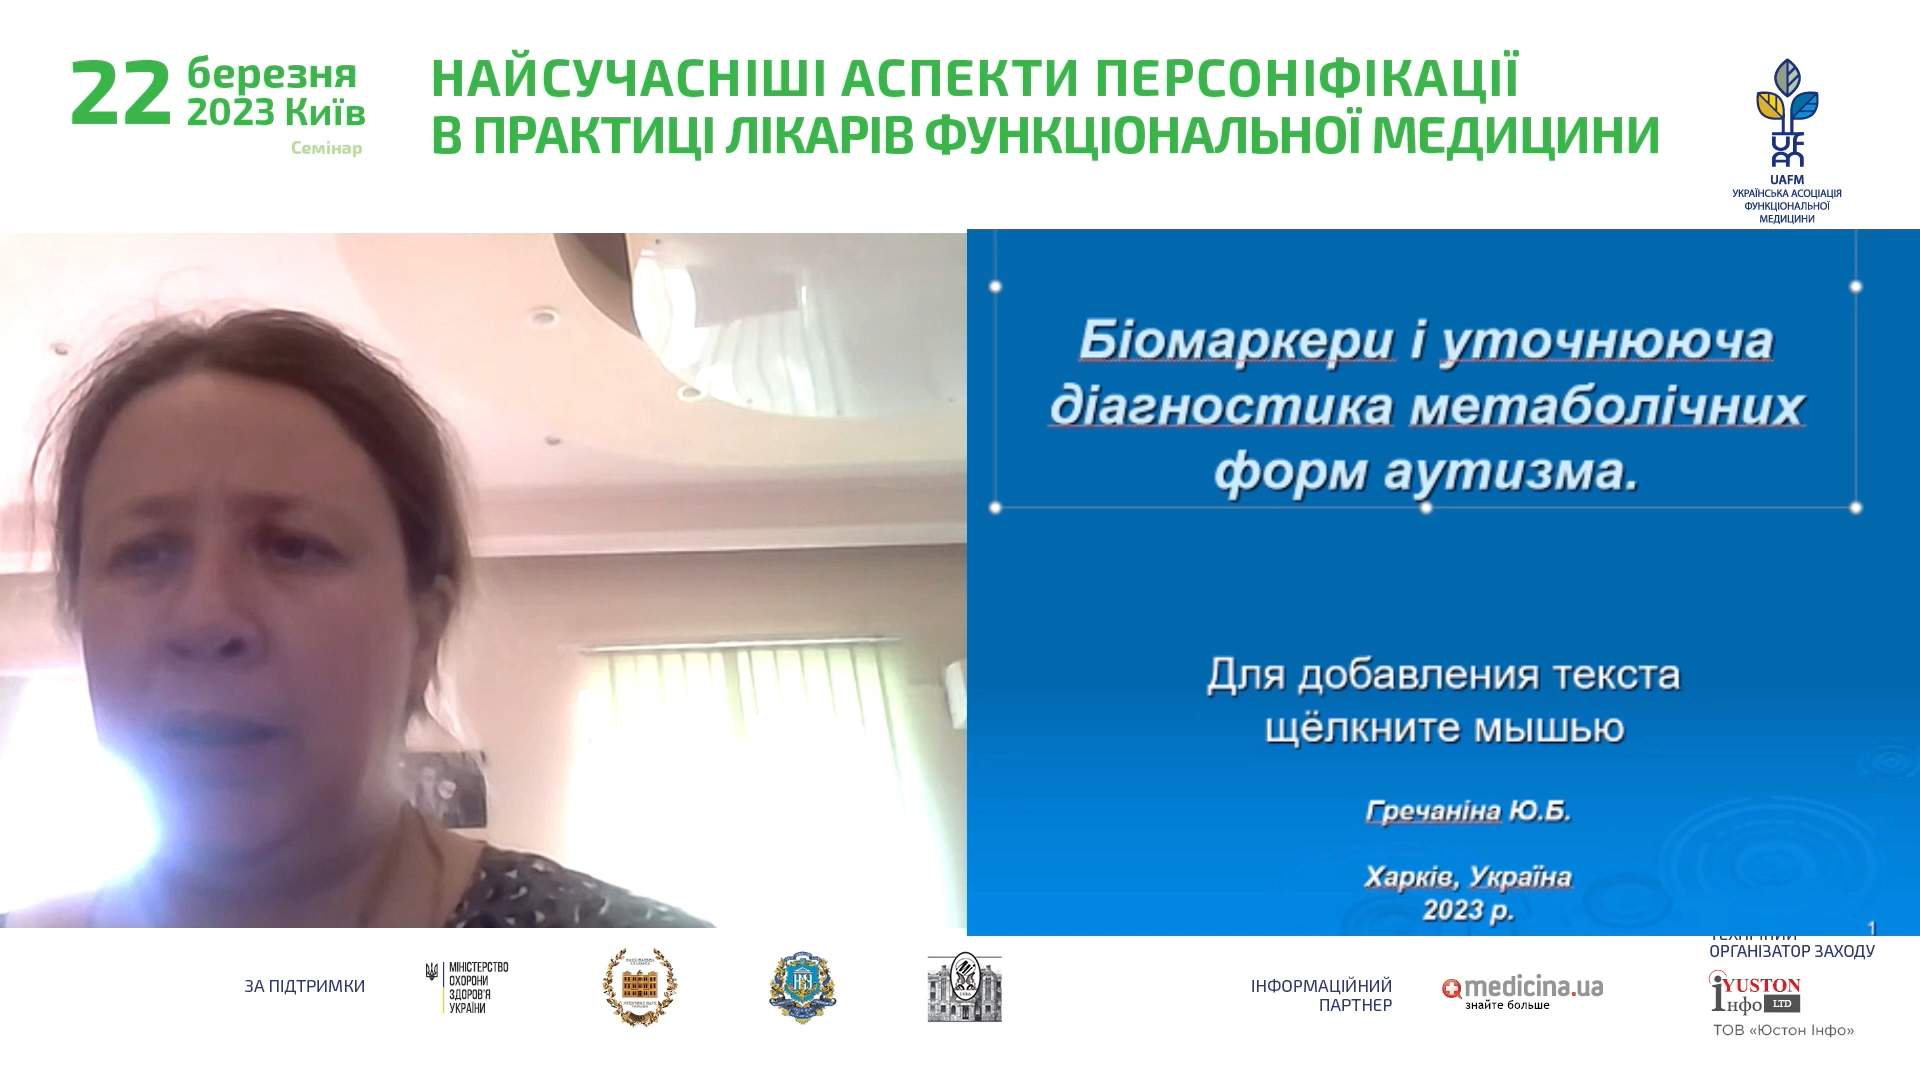 22
березня
2023 Київ
Семінар
НАЙСУЧАСНІШІ АСПЕКТИ ПЕРСОНІФІКАЦІЇ
В ПРАКТИЦІ ЛІКАРІВ ФУНКЦІОНАЛЬНОЇ МЕДИЦИНИ
UAFM
УКРАЇНСЬКА АСОЦІАЦІЯ
ФУНКЦІОНАЛЬНОЇ
МЕДИЦИНИ
Біомаркери і уточнююча
діагностика метаболічних
форм аутизма.
Для добавления текста
щёлкните мышью
Гречаніна Ю.Б.
Харків, Україна
2023 р.
1
ЗА ПІДТРИМКИ
МІНІСТЕРСТВО
ОХОРОНИ
ЗДОРОВ'Я
УКРАЇНИ
ІНФОРМАЦІЙНИЙ
ПАРТНЕР
medicina.ua
знайте больше
ТЕХНІЧНИЙ
ОРГАНІЗАТОР ЗАХОДУ
YUSTON
Інфо LTD
ТОВ «Юстон Інфо»